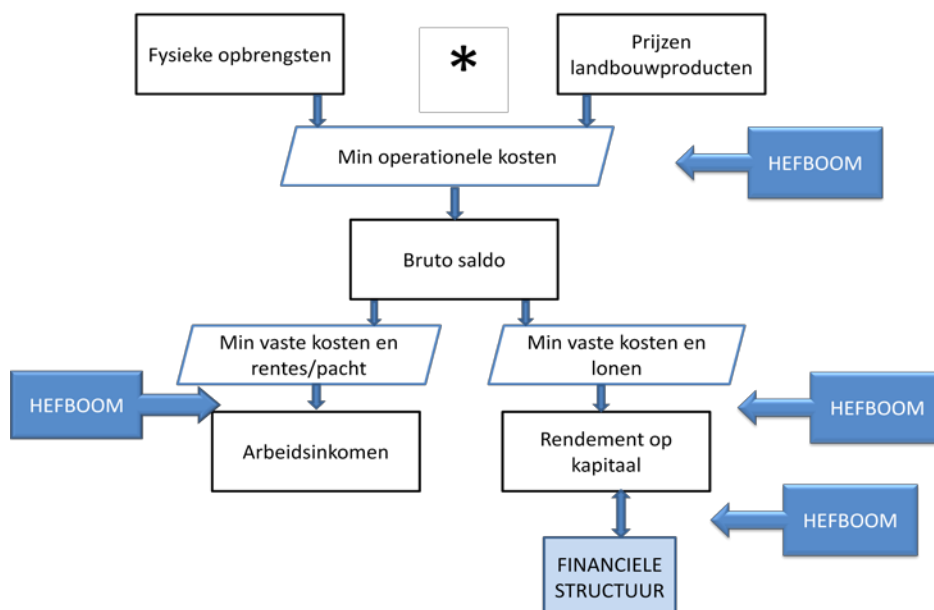 Fysieke opbrengsten
*
Prijzen
landbouwproducten
Min operationele kosten
HEFBOOM
Bruto saldo
Min vaste kosten en
rentes/pacht
Min vaste kosten en
lonen
HEFBOOM
HEFBOOM
Arbeidsinkomen
Rendement op
kapitaal
HEFBOOM
FINANCIELE
STRUCTUUR